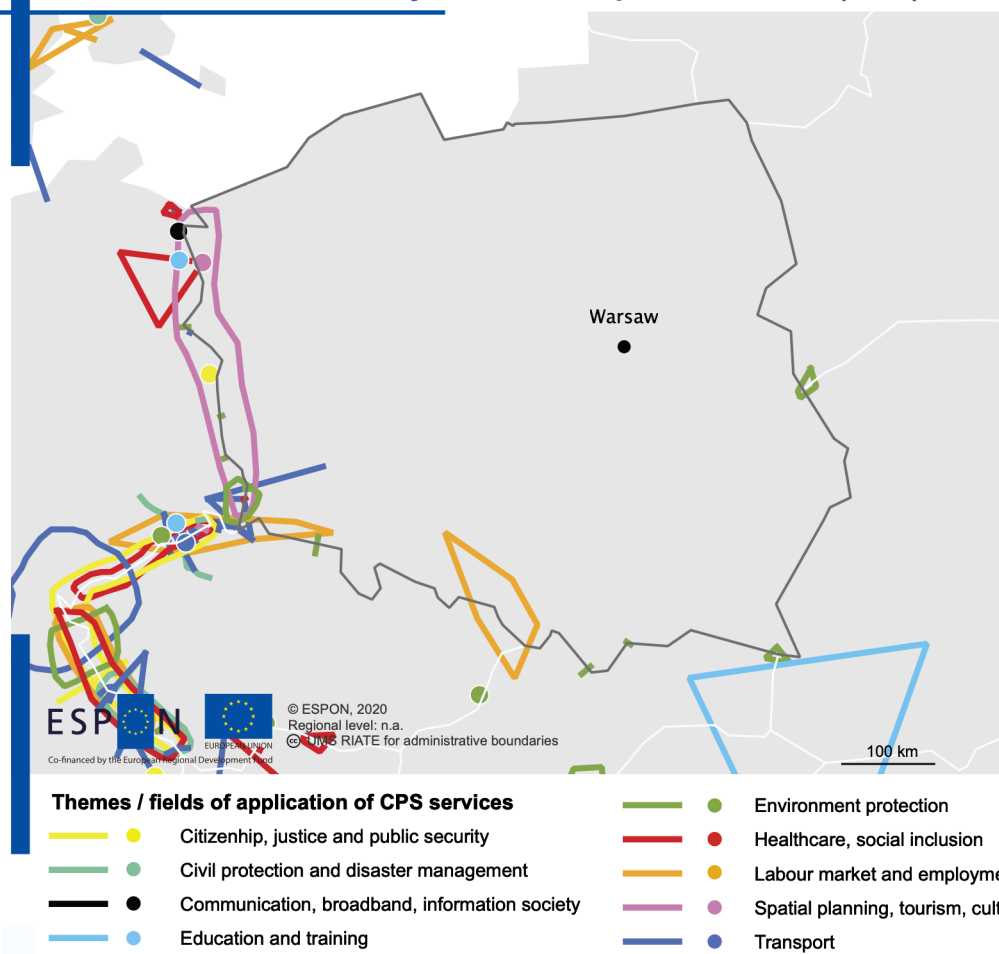 Warsaw
ESPON
EUROPEAN UNION
Co-financed by the European Regional Development Fund
© ESPON, 2020
Regional level: n.a.
UMS RIATE for administrative boundaries
100 km
Themes / fields of application of CPS services
Citizenship, justice and public security
Civil protection and disaster management
Communication, broadband, information society
Education and training
Environment protection
Healthcare, social inclusion
Labour market and employme
Spatial planning, tourism, cult
Transport